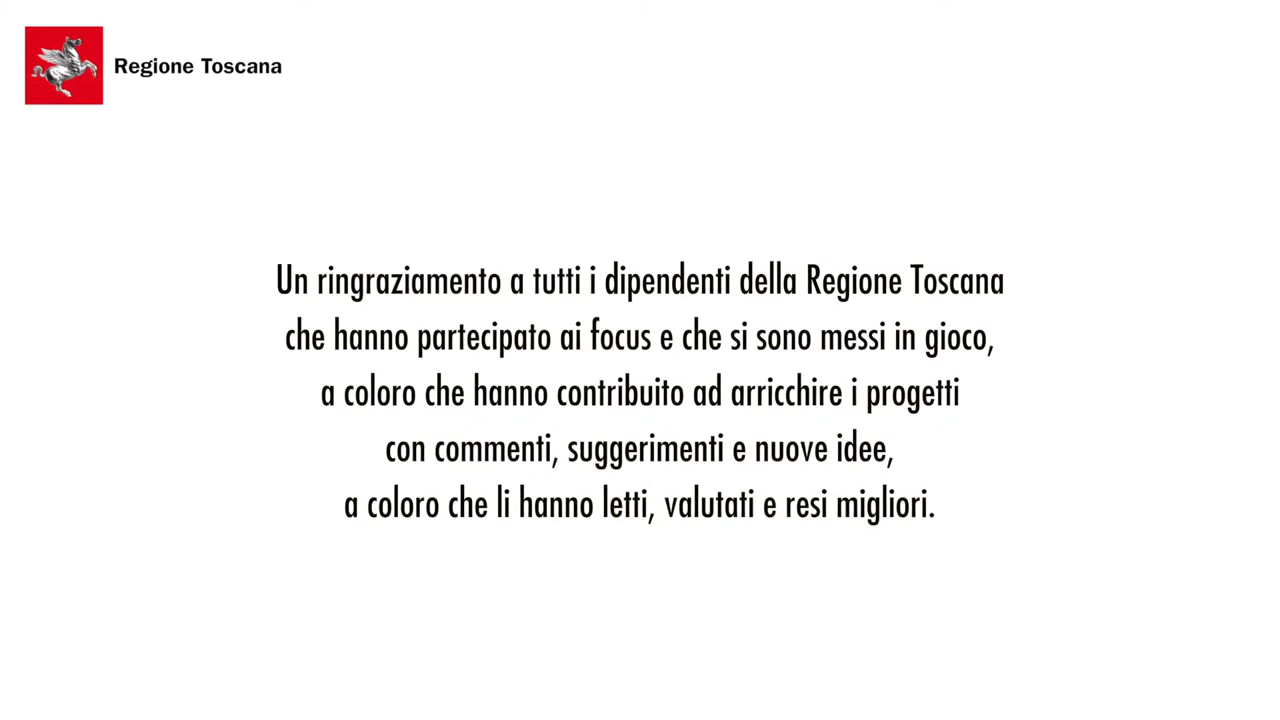 Regione Toscana
Un ringraziamento a tutti i dipendenti della Regione Toscana
che hanno partecipato ai focus e che si sono messi in gioco,
a coloro che hanno contribuito ad arricchire i progetti
con commenti, suggerimenti e nuove idee,
a coloro che li hanno letti, valutati e resi migliori.